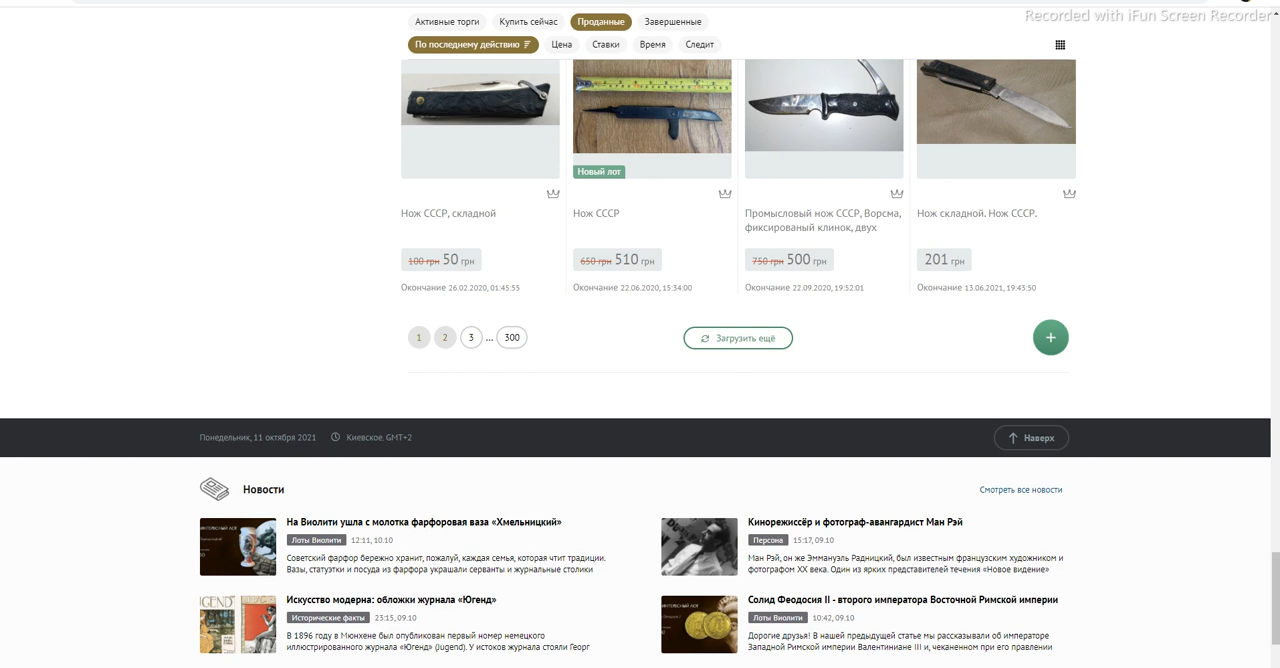 Recorded with iFun Screen Recorder
Активные торги
Купить сейчас
Проданные
Завершенные
По последнему действию
Цена
Ставки
Время
Следит
Новый лот
Нож СССР, складной
Нож СССР
Промысловый нож СССР, Ворсма,
фиксированый клинок, двух
Нож складной. Нож СССР.
100 грн 50 грн
650 грн 510 грн
750 грн 500 грн
201 грн
Окончание 26.02.2020, 01:45:55
Окончание 22.06.2020, 15:34:00
Окончание 22.09.2020, 19:52:01
Окончание 13.06.2021, 19:43:50
1 2 3 ... 300
Загрузить ещё
+
Понедельник, 11 октября 2021
Киевское. GMT+2
Наверх
Новости
Смотреть все новости
На Виолити ушла с молотка фарфоровая ваза «Хмельницкий»
Лоты Виолити 12:11, 10.10
Советский фарфор бережно хранит, пожалуй, каждая семья, которая чтит традиции.
Вазы, статуэтки и посуда из фарфора украшали серванты и журнальные столики
Кинорежиссёр и фотограф-авангардист Ман Рэй
Персона 15:17, 09.10
Ман Рэй, он же Эммануэль Радницкий, был известным французским художником и
фотографом XX века. Один из ярких представителей течения «Новое видение»
Искусство модерна: обложки журнала «Югенд»
Исторические факты 23:15, 09.10
В 1896 году в Мюнхене был опубликован первый номер немецкого
иллюстрированного журнала «Югенд» (Jugend). У истоков журнала стояли Георг
Солид Феодосия II - второго императора Восточной Римской империи
Лоты Виолити 10:42, 09.10
Дорогие друзья! В нашей предыдущей статье мы рассказывали об императоре
Западной Римской империи Валентиниане III и, чеканном при его правлении